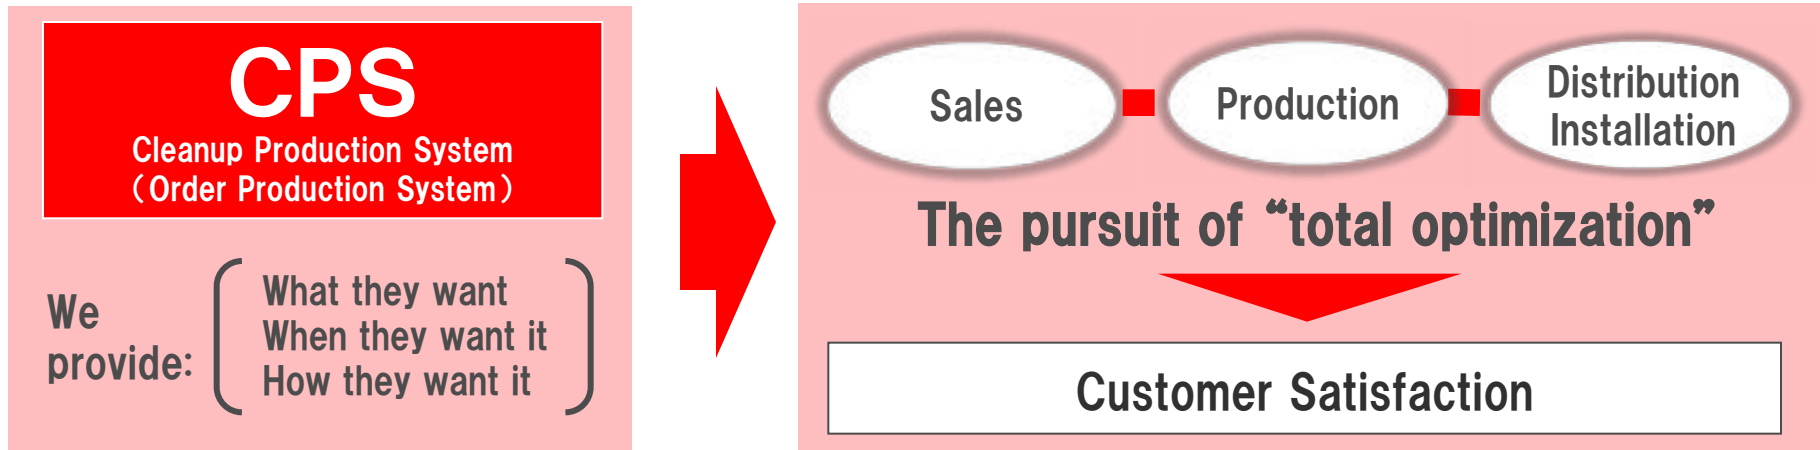 CPS
Cleanup Production System
（Order Production System）
We
provide:
What they want
When they want it
How they want it
Sales
Production
Distribution
Installation
The pursuit of “total optimization”
Customer Satisfaction